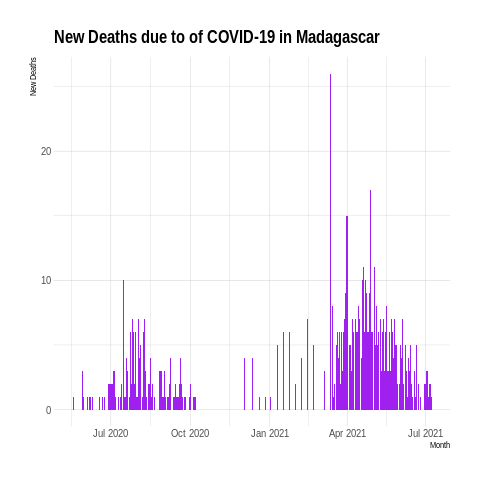 New Deaths due to of COVID-19 in Madagascar
New Deaths
20
10
0
Jul 2020 Oct 2020 Jan 2021 Apr 2021 Jul 2021
Month